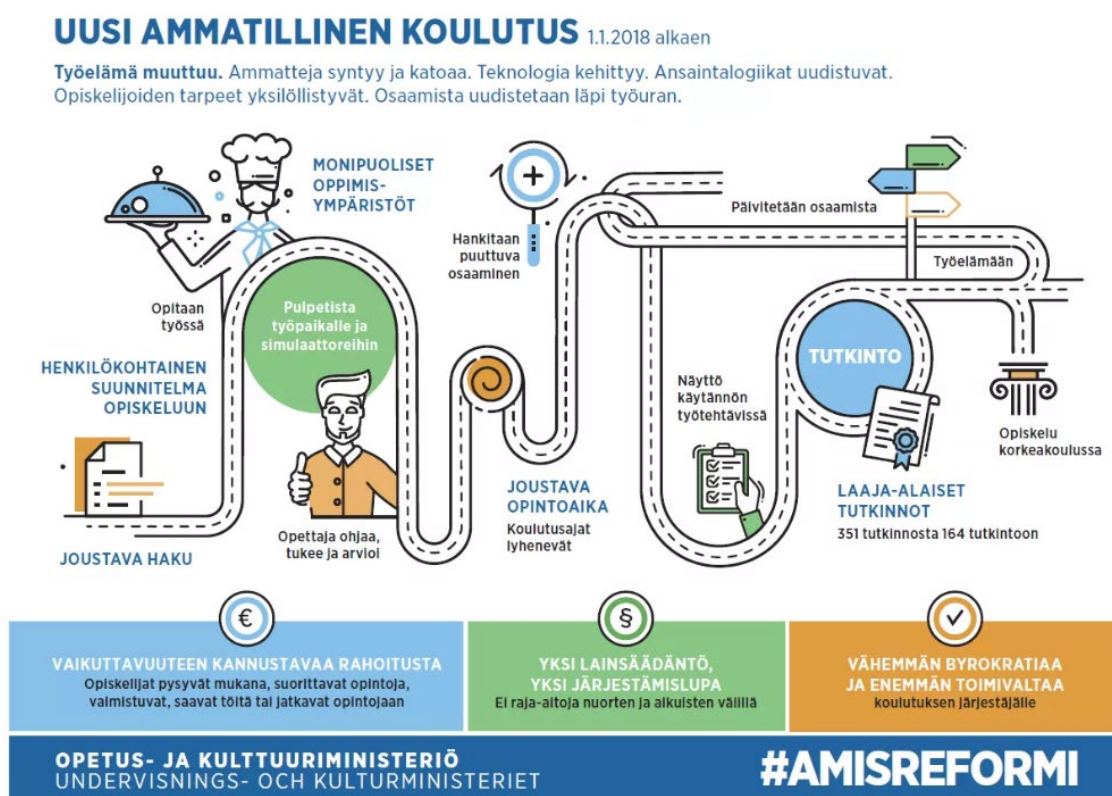 UUSI AMMATILLINEN KOULUTUS 1.1.2018 alkaen
Työelämä muuttuu. Ammatteja syntyy ja katoaa. Teknologia kehittyy. Ansaintalogiikat uudistuvat.
Opiskelijoiden tarpeet yksilöllistyvät. Osaamista uudistetaan läpi työuran.
MONIPUOLISET
OPPIMIS-
YMPÄRISTÖT
Opitaan
työssä
Pulpetista
työpaikalle ja
simulaattoreihin
HENKILÖKOHTAINEN
SUUNNITELMA
OPISKELUUN
JOUSTAVA HAKU
Opettaja ohjaa,
tukee ja arvioi
Hankitaan
puuttuva
osaaminen
JOUSTAVA
OPINTOAIKA
Koulutusajat
lyhenevät
Näyttö
käytännön
työtehtävissä
Päivitetään osaamista
Työelämään
TUTKINTO
Opiskelu
korkeakoulussa
LAAJA-ALAISET
TUTKINNOT
351 tutkinnosta 164 tutkintoon
€
VAIKUTTAVUUTEEN KANNUSTAVAA RAHOITUSTA
Opiskelijat pysyvät mukana, suorittavat opintoja,
valmistuvat, saavat töitä tai jatkavat opintojaan
§
YKSI LAINSÄÄDÄNTÖ,
YKSI JÄRJESTÄMISLUPA
Ei raja-aitoja nuorten ja aikuisten välillä
VÄHEMMÄN BYROKRATIAA
JA ENEMMÄN TOIMIVALTAA
koulutuksen järjestäjälle
OPETUS- JA KULTTUURIMINISTERIÖ
UNDERVISNINGS- OCH KULTURMINISTERIET
#AMISREFORMI